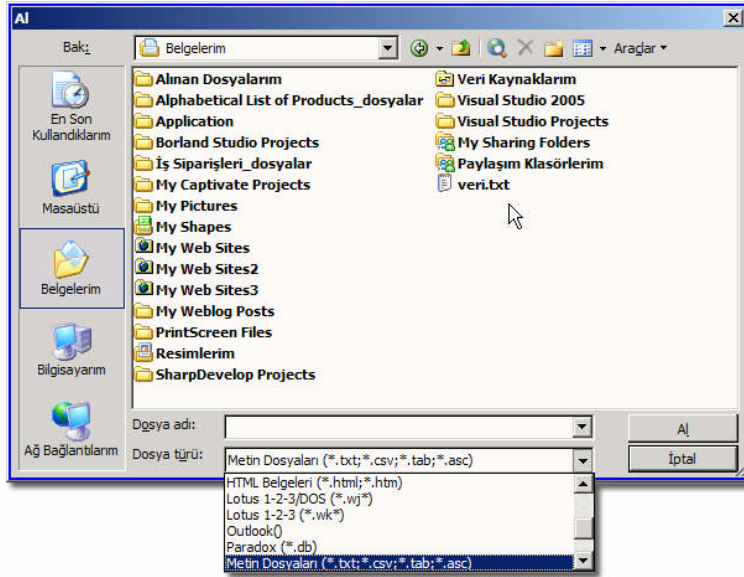 Al
Bak:
Belgelerim
Araçlar
En Son
Kullandıklarım
Masaüstü
Belgelerim
Bilgisayarım
Ağ Bağlantılarım
Alınan Dosyalarım
Alphabetical List of Products_dosyalar
Application
Borland Studio Projects
İş Siparişleri_dosyalar
My Captivate Projects
My Pictures
My Shapes
My Web Sites
My Web Sites2
My Web Sites3
My Weblog Posts
PrintScreen Files
Resimlerim
SharpDevelop Projects
Veri Kaynaklarım
Visual Studio 2005
Visual Studio Projects
My Sharing Folders
Paylaşım Klasörlerim
veri.txt
Dosya adı:
Al
Dosya türü:
Metin Dosyaları (*.txt;*.csv;*.tab;*.asc)
İptal
HTML Belgeleri (*.html;*.htm)
Lotus 1-2-3/DOS (*.wj*)
Lotus 1-2-3 (*.wk*)
Outlook()
Paradox (*.db)
Metin Dosyaları (*.txt;*.csv;*.tab;*.asc)